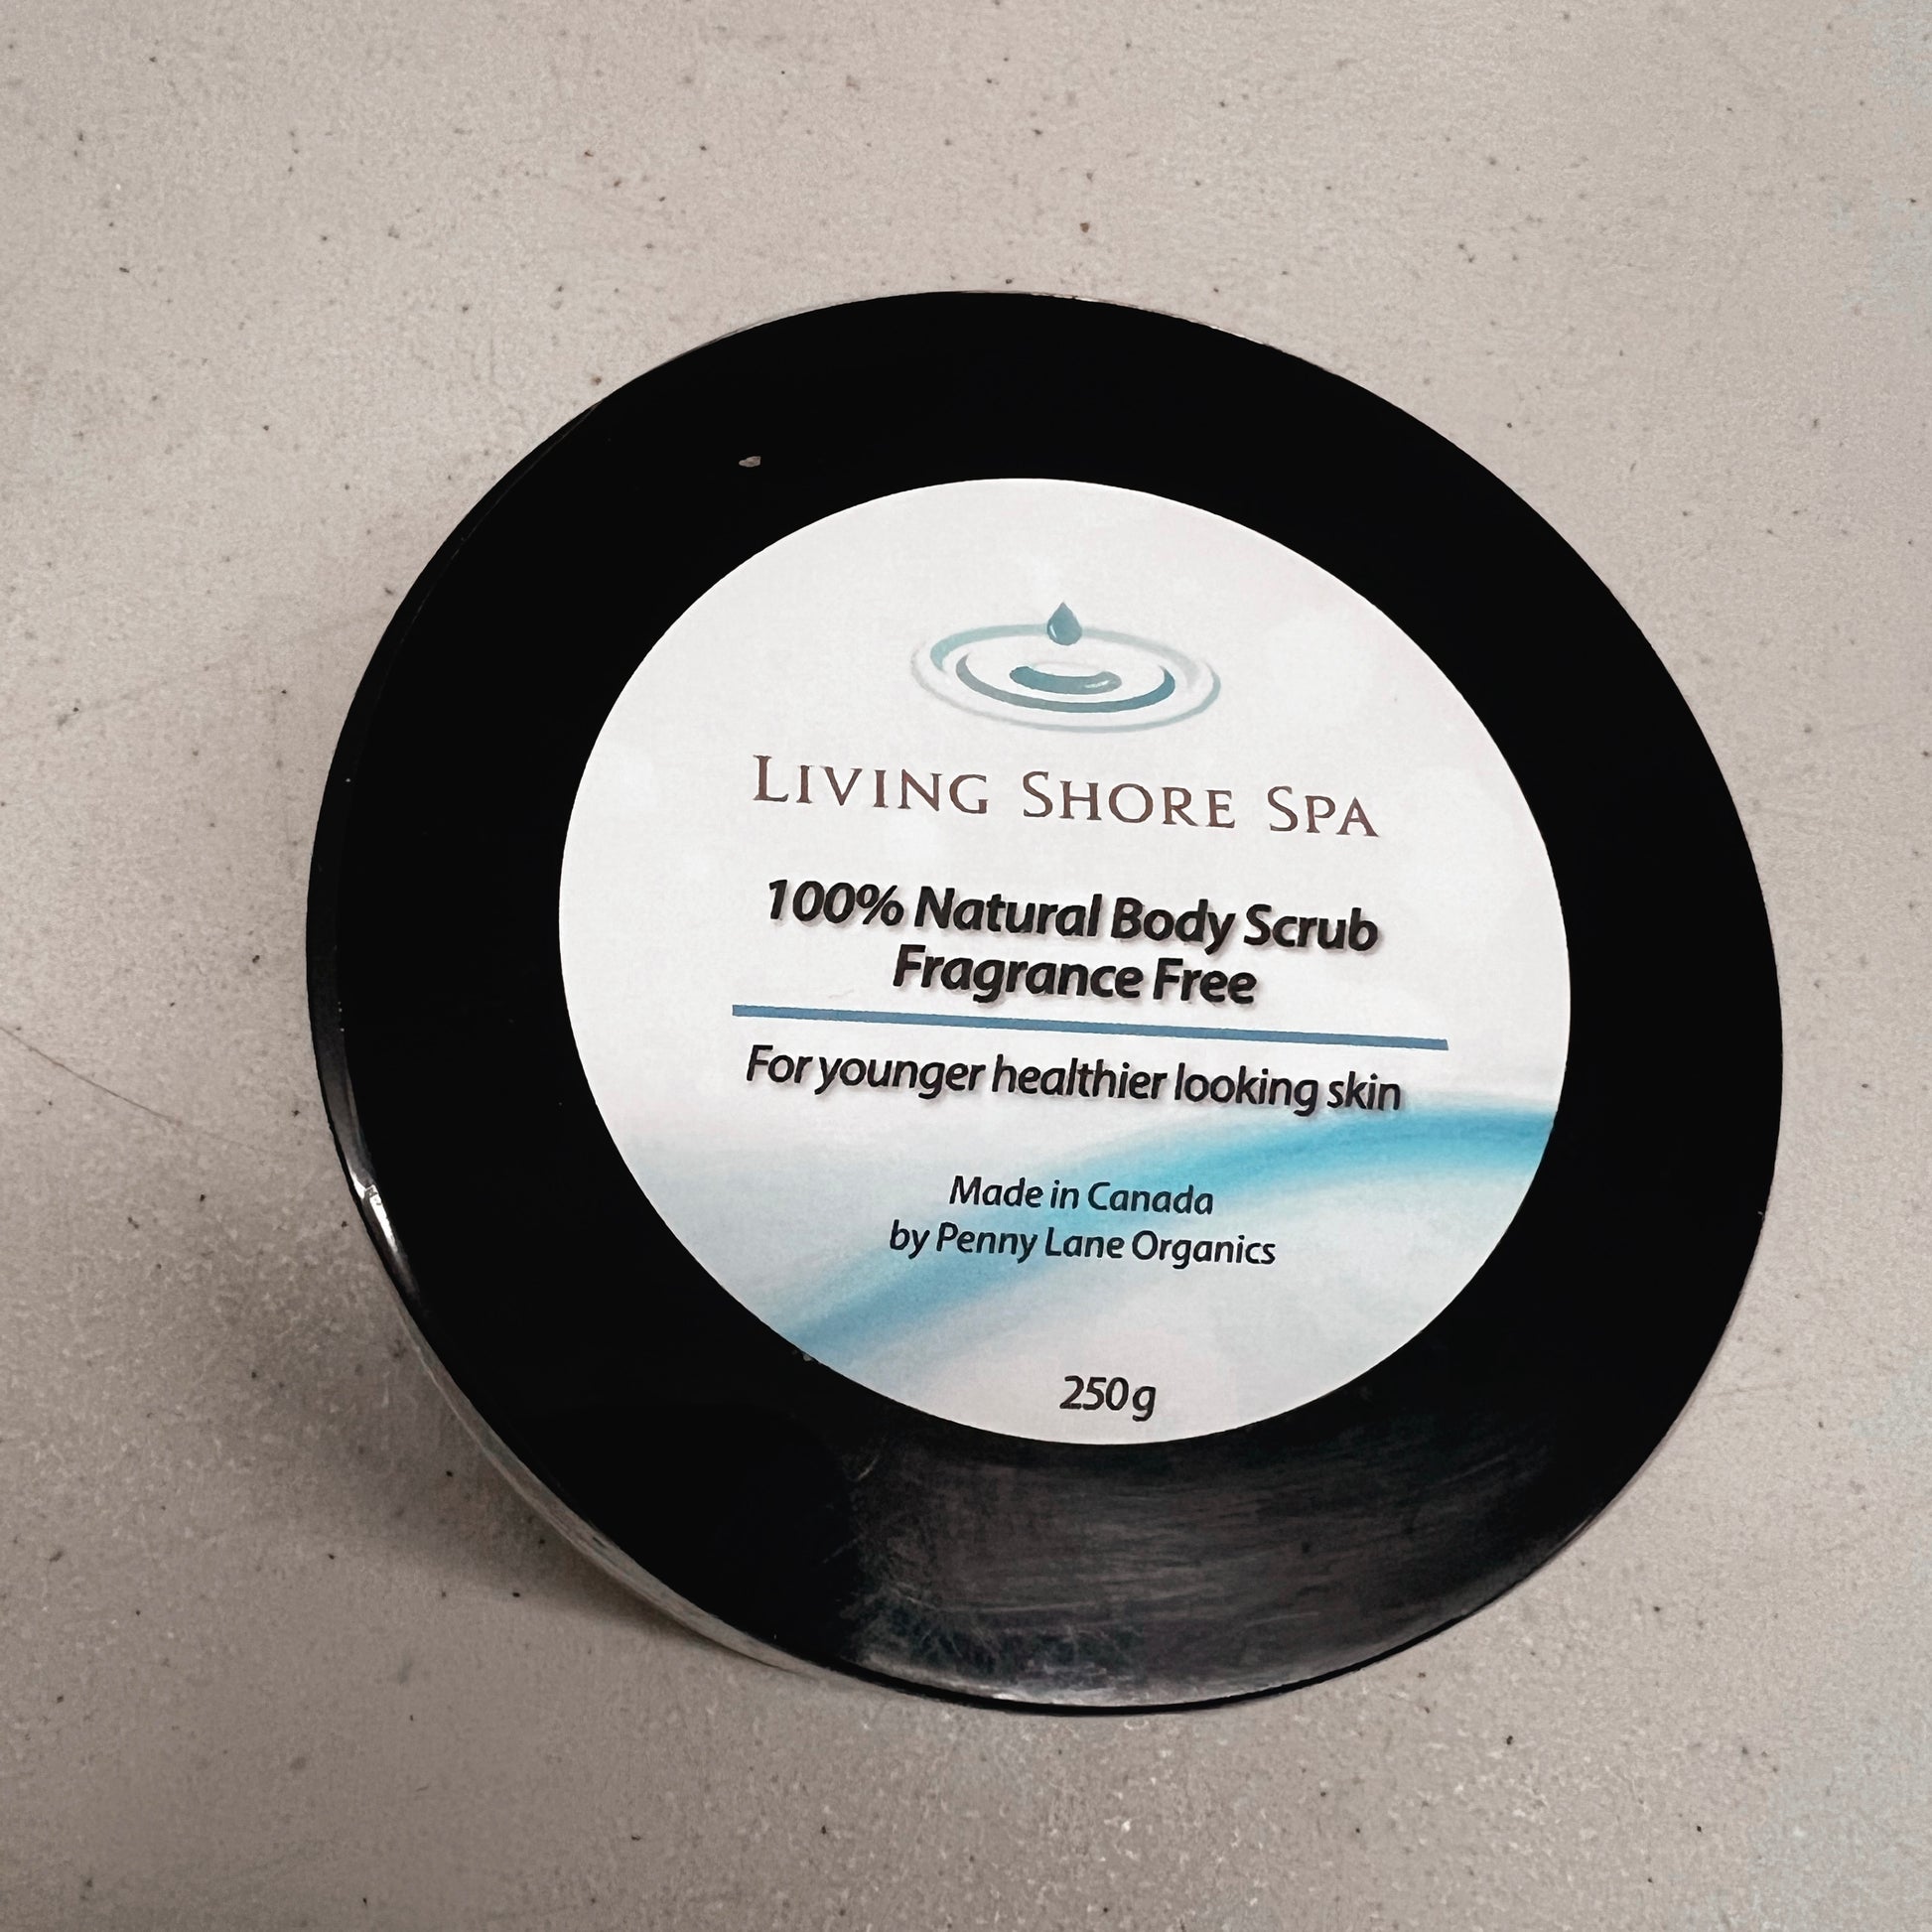 LIVING SHORE SPA
100% Natural Body Scrub
Fragrance Free
For younger healthier looking skin
Made in Canada
by Penny Lane Organics
250g